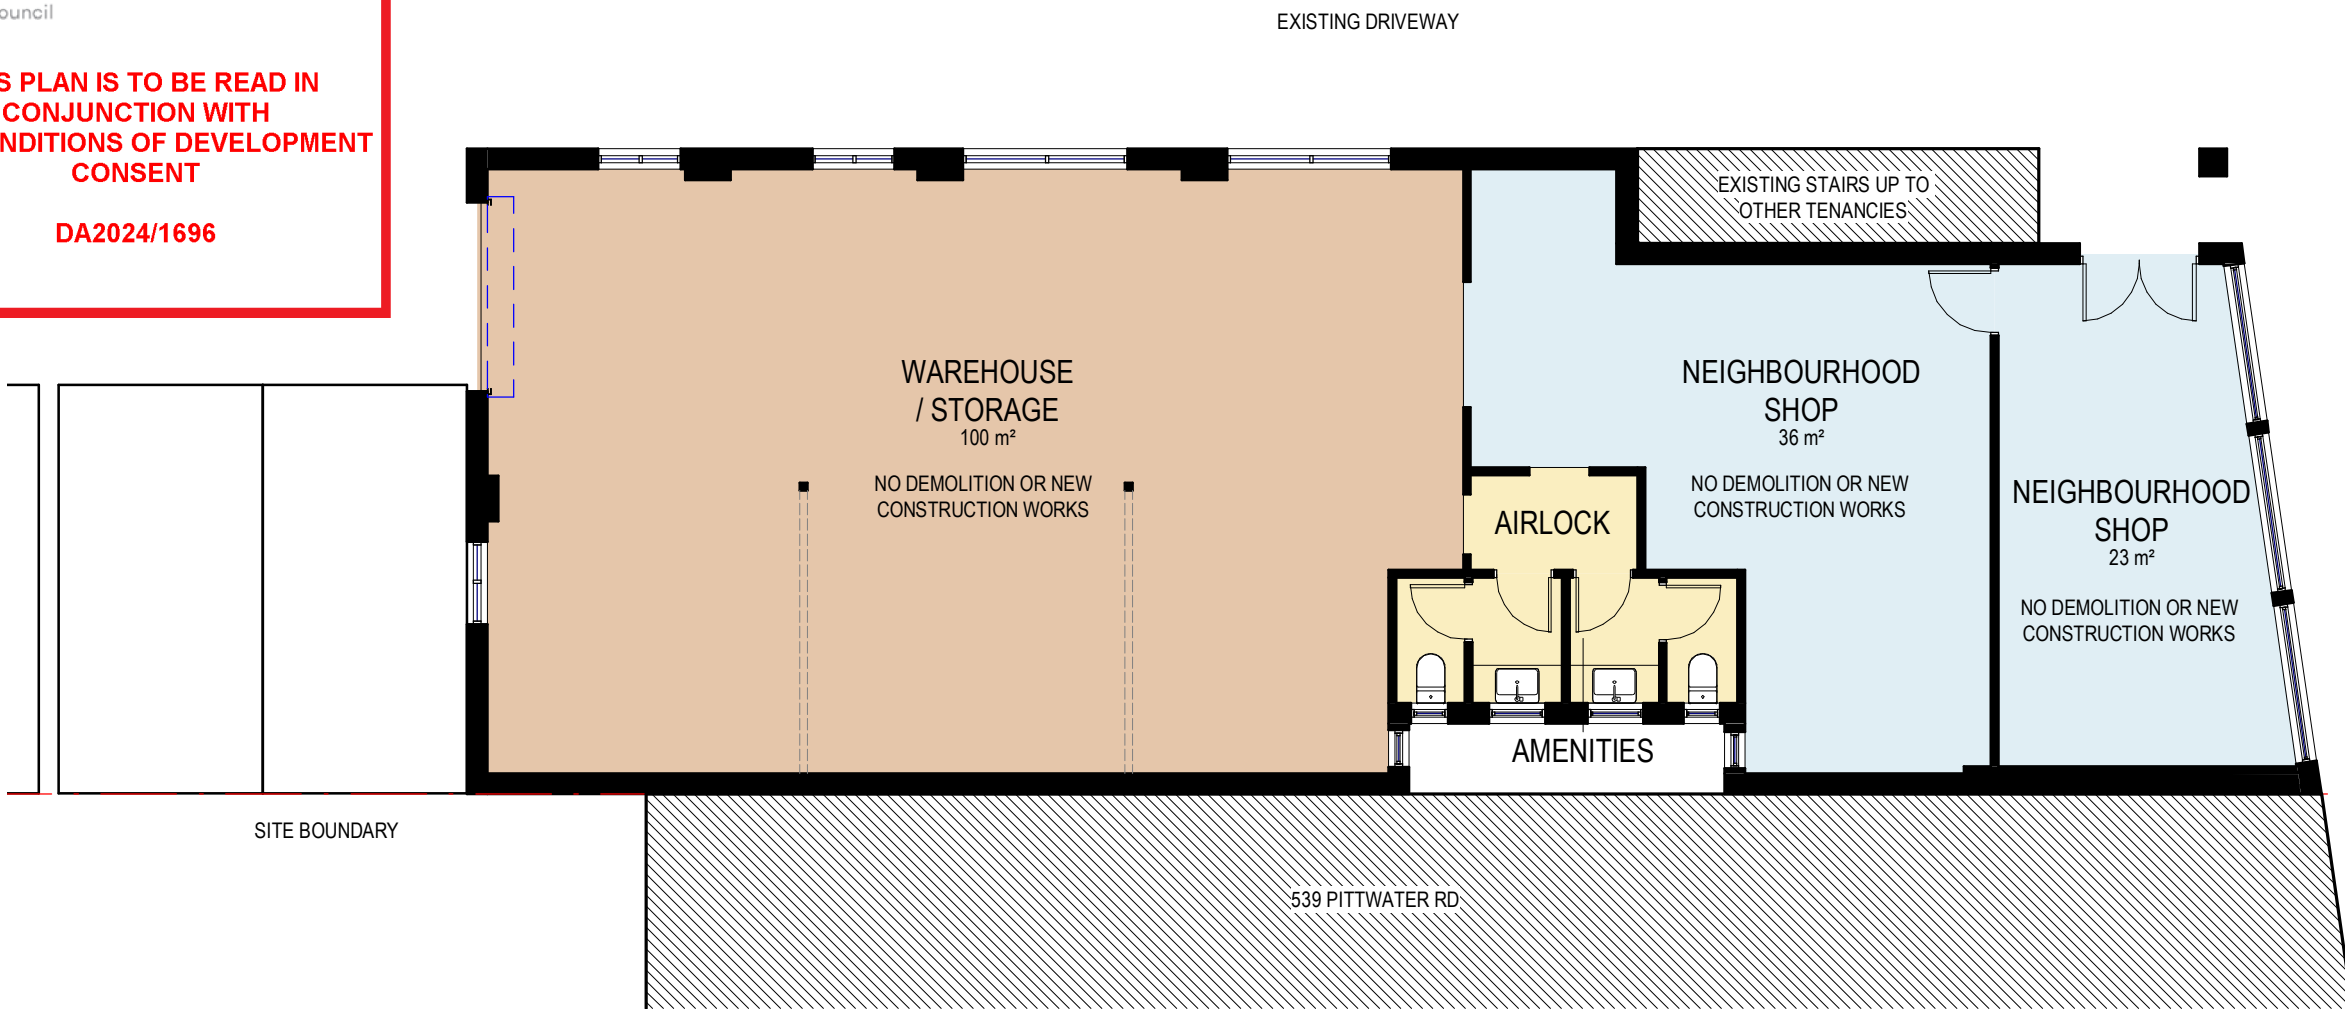 ouncil
S PLAN IS TO BE READ IN
CONJUNCTION WITH
NDITIONS OF DEVELOPMENT
CONSENT
DA2024/1696
EXISTING DRIVEWAY
EXISTING STAIRS UP TO
OTHER TENANCIES
WAREHOUSE
/ STORAGE
100 m²
NO DEMOLITION OR NEW
CONSTRUCTION WORKS
NEIGHBOURHOOD
SHOP
36 m²
NO DEMOLITION OR NEW
CONSTRUCTION WORKS
NEIGHBOURHOOD
SHOP
23 m²
NO DEMOLITION OR NEW
CONSTRUCTION WORKS
AIRLOCK
AMENITIES
SITE BOUNDARY
539 PITTWATER RD